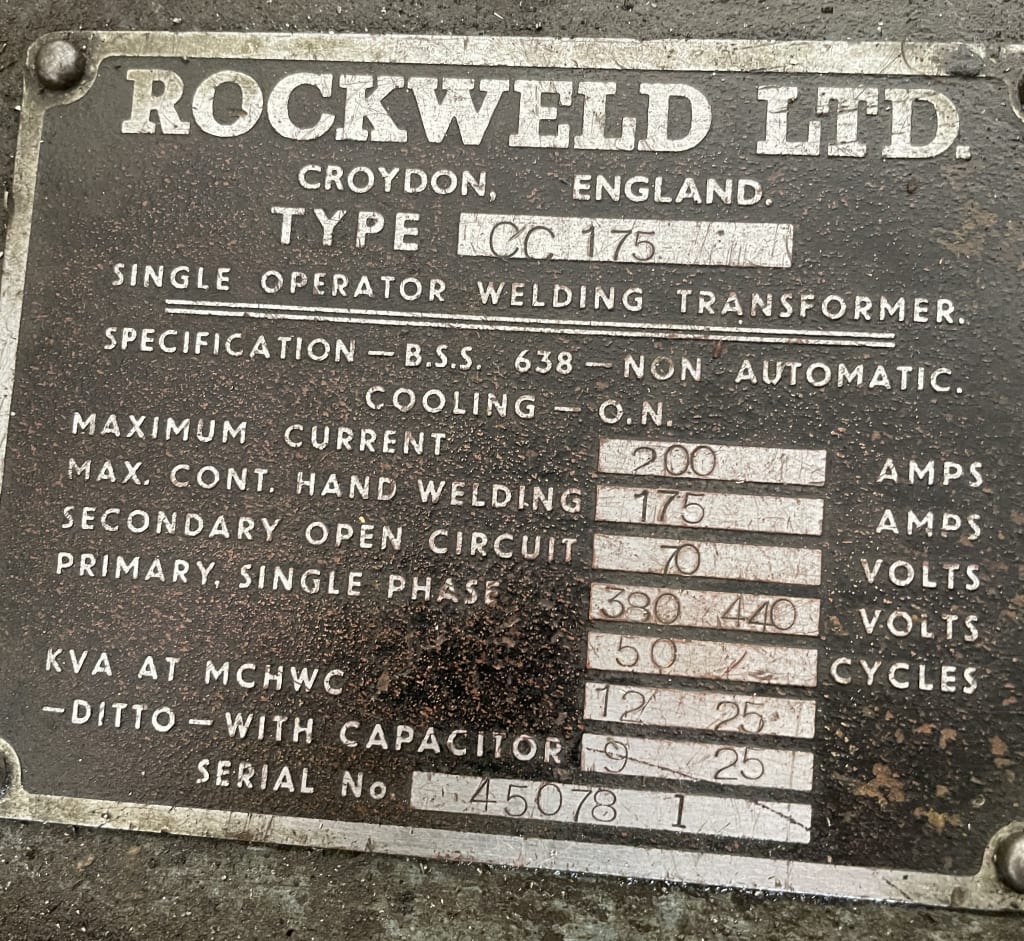 ROCKWELD LTD.
CROYDON, ENGLAND.
TYPE CC 175
SINGLE OPERATOR WELDING TRANSFORMER.
SPECIFICATION — B.S.S. 638 — NON AUTOMATIC.
COOLING — O.N.
MAXIMUM CURRENT 200 AMPS
MAX. CONT. HAND WELDING 175 AMPS
SECONDARY OPEN CIRCUIT 70 VOLTS
PRIMARY, SINGLE PHASE 380 440 VOLTS
50 CYCLES
KVA AT MCHWC 12 25
—DITTO—WITH CAPACITOR 9 25
SERIAL No. 45078 1